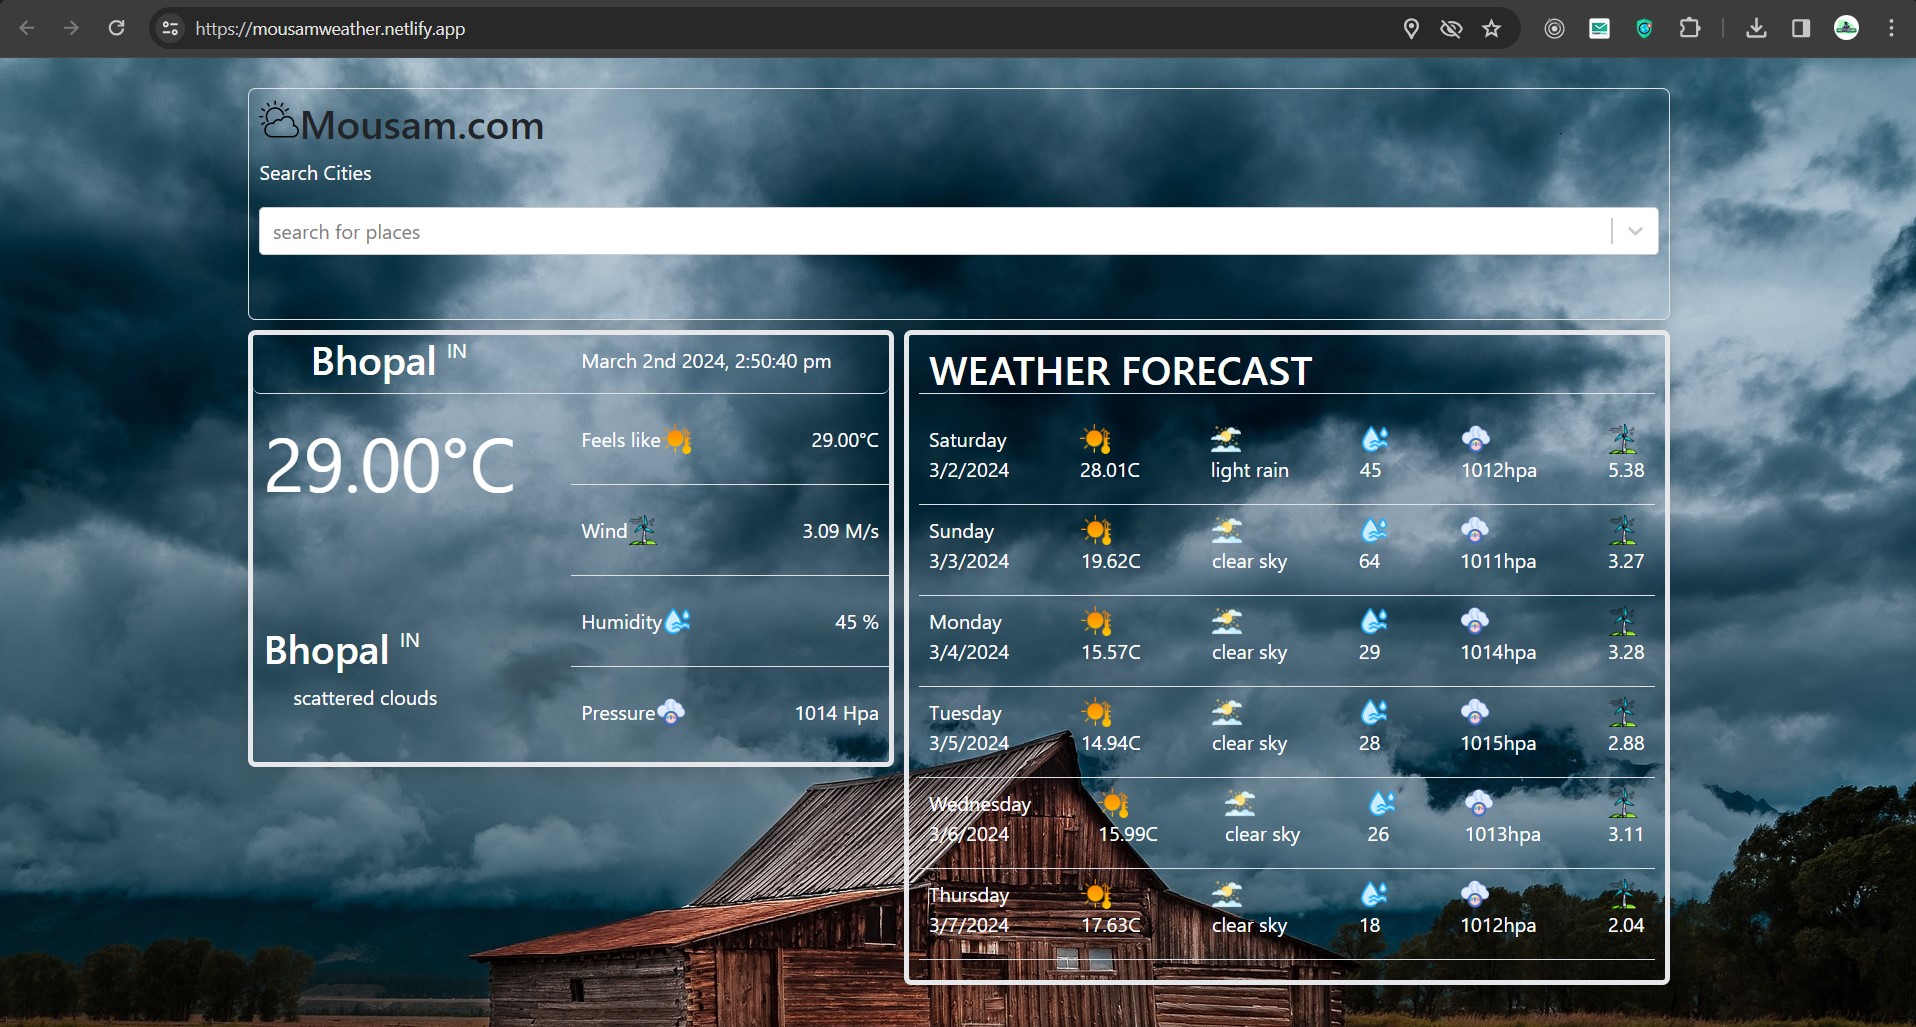 https://mousamweather.netlify.app
Mousam.com
Search Cities
search for places
Bhopal IN
March 2nd 2024, 2:50:40 pm
29.00°C
Feels like 29.00°C
Wind 3.09 M/s
Humidity 45 %
Pressure 1014 Hpa
Bhopal IN
scattered clouds
WEATHER FORECAST
Saturday
3/2/2024 28.01C light rain 45 1012hpa 5.38
Sunday
3/3/2024 19.62C clear sky 64 1011hpa 3.27
Monday
3/4/2024 15.57C clear sky 29 1014hpa 3.28
Tuesday
3/5/2024 14.94C clear sky 28 1015hpa 2.88
Wednesday
3/6/2024 15.99C clear sky 26 1013hpa 3.11
Thursday
3/7/2024 17.63C clear sky 18 1012hpa 2.04